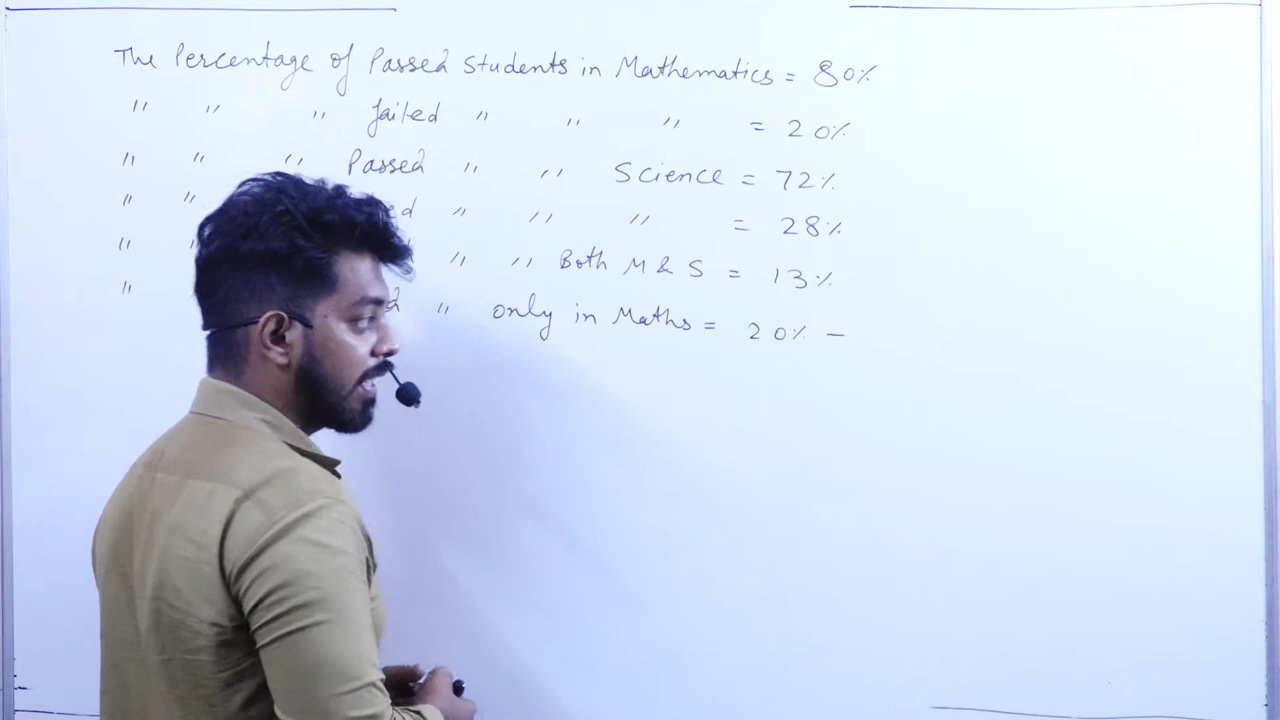 The Percentage of Passed Students in Mathematics = 80%
" " " failed " " " = 20%
" " " Passed " " Science = 72%
" " " " " = 28%
" " " " Both M & S = 13%
" " only in Maths = 20% –